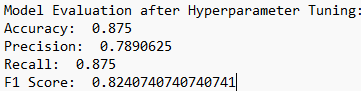 Model Evaluation after Hyperparameter Tuning:
Accuracy:  0.875
Precision:  0.7890625
Recall:  0.875
F1 Score:  0.8240740740740741